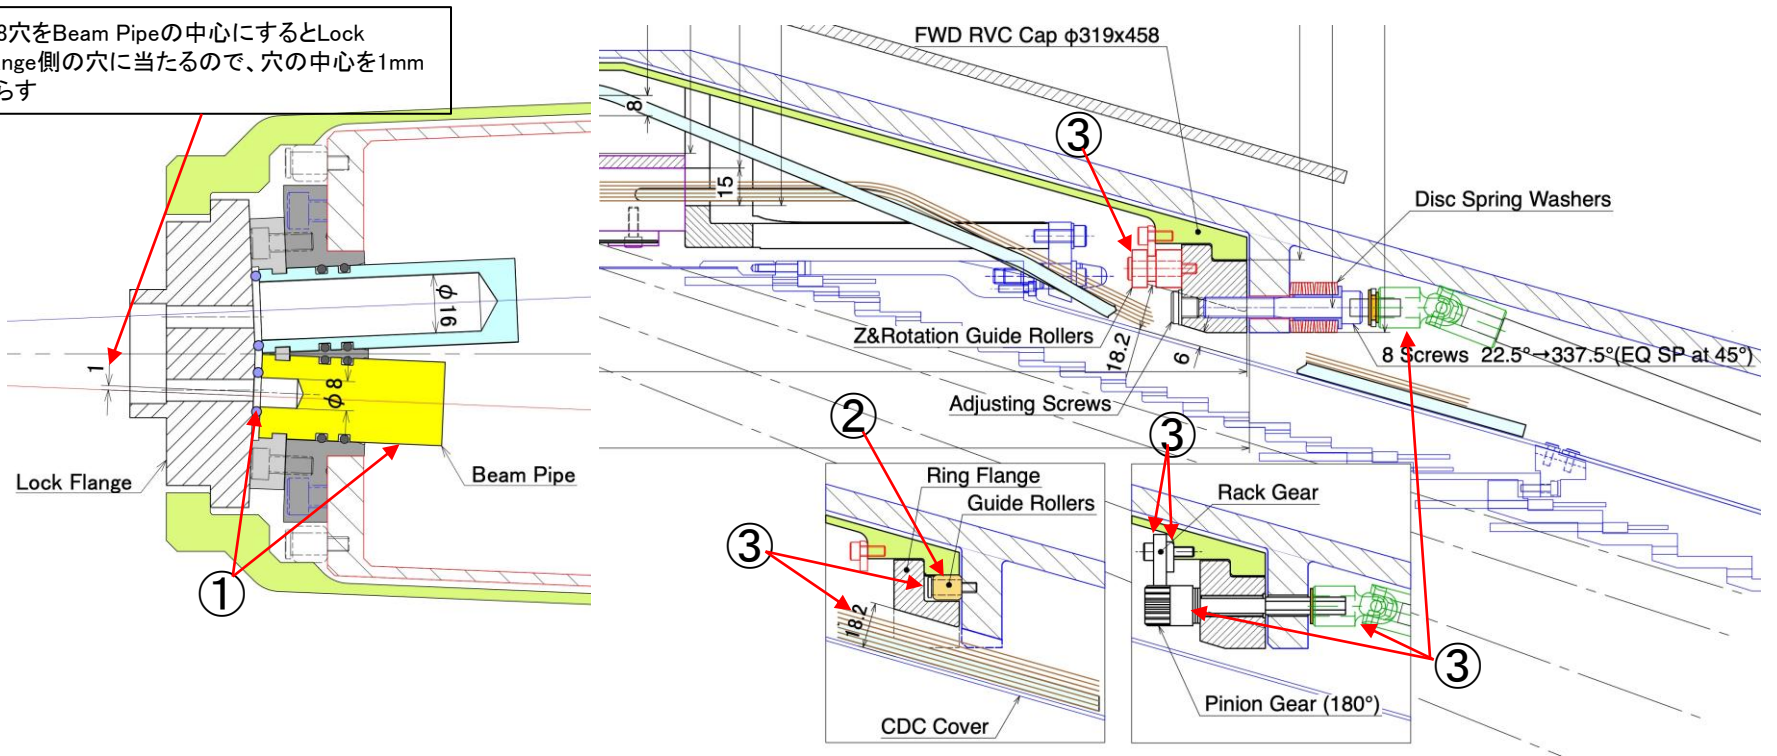 8穴をBeam Pipeの中心にするとLock
nge側の穴に当たるので、穴の中心を1mm
らす
φ16
1
φ8
Lock Flange
Beam Pipe
①
FWD RVC Cap φ319x458
8
15
③
Disc Spring Washers
Z&Rotation Guide Rollers
18.2
6
8 Screws 22.5°→337.5°(EQ SP at 45°)
Adjusting Screws
②
③
Ring Flange
Guide Rollers
Rack Gear
③
18.2
③
CDC Cover
Pinion Gear (180°)